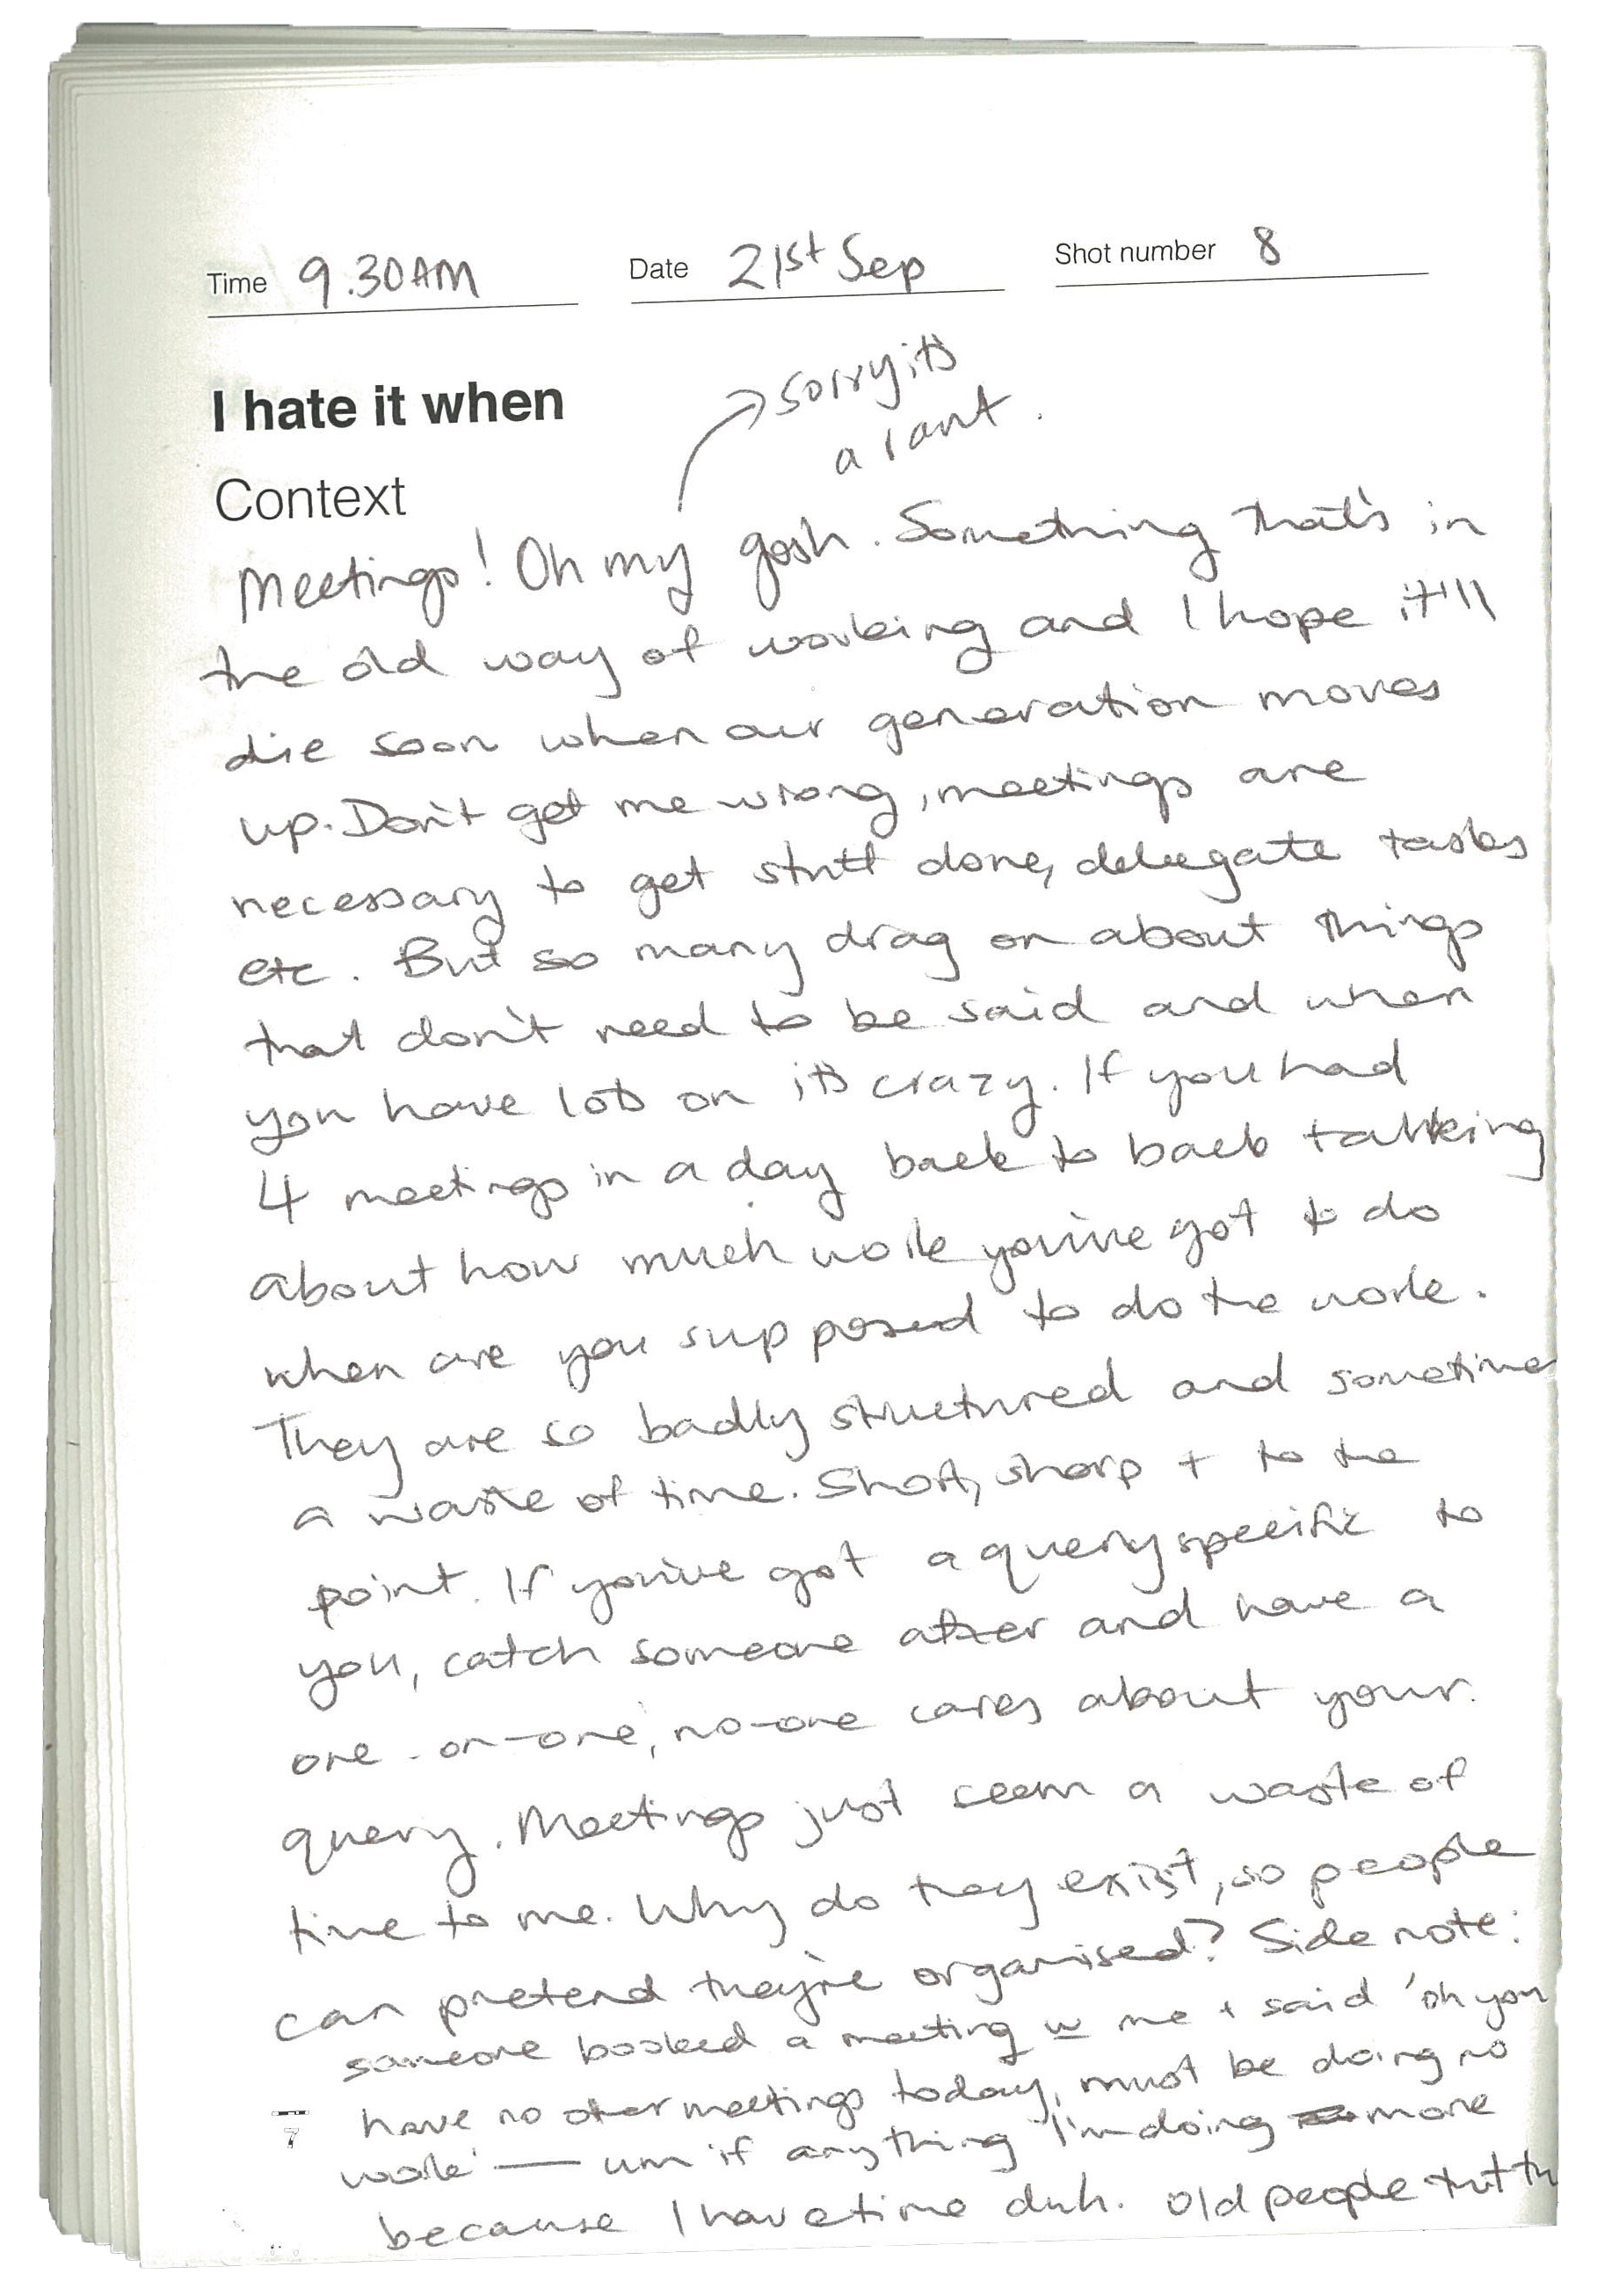 Time 9.30AM Date 21st Sep Shot number 8
I hate it when
sorry its
a rant.
Context
Meetings! Oh my gosh. Something that's in
the old way of working and I hope it'll
die soon when our generation moves
up. Don't get me wrong, meetings are
necessary to get stuff done, delegate tasks
etc. But so many drag on about things
that don't need to be said and when
you have lots on its crazy. If you had
4 meetings in a day back to back talking
about how much work you've got to do
when are you supposed to do the work.
They are so badly structured and sometimes
a waste of time. Short, sharp + to the
point. If you've got a query specific to
you, catch someone after and have a
one-on-one, no-one cares about your
query. Meetings just seem a waste of
time to me. Why do they exist, so people
can pretend they're organised? Side note:
someone booked a meeting w me + said 'oh you
have no other meetings today, must be doing no
work' — um if anything I'm doing more
because I have time duh. Old people tut
7